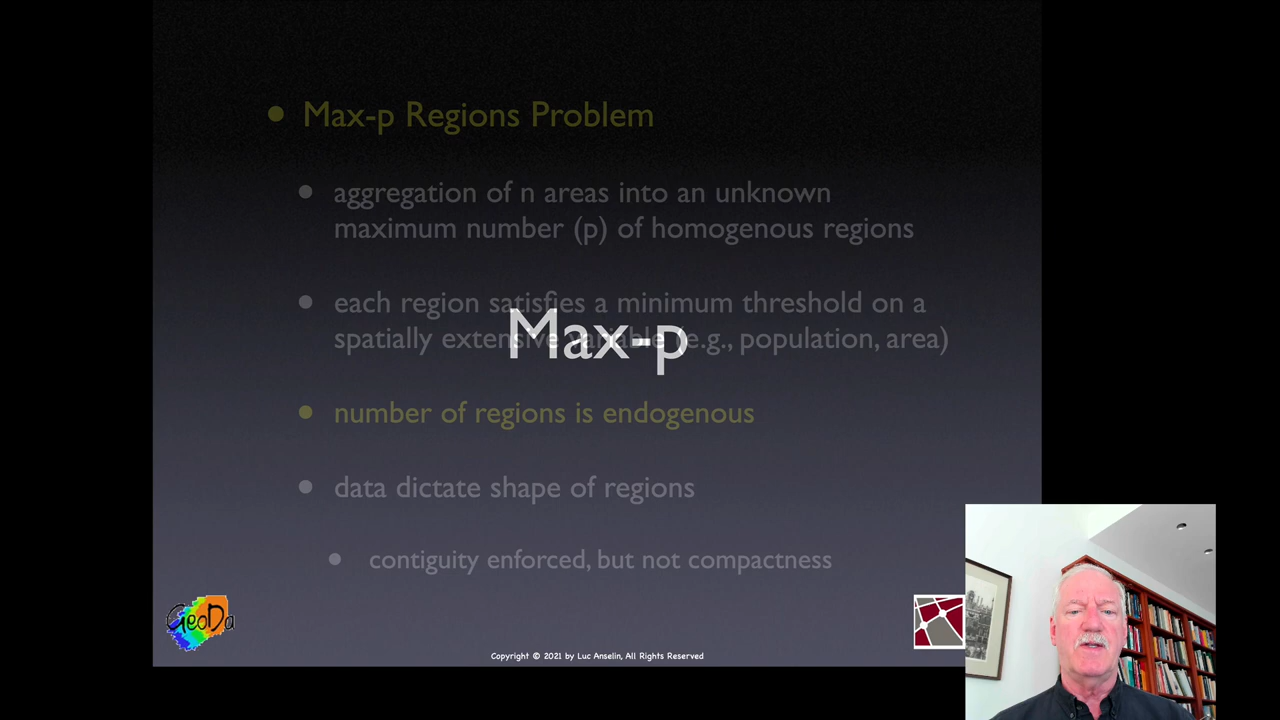 Max-p Regions Problem
aggregation of n areas into an unknown
maximum number (p) of homogenous regions
each region satisfies a minimum threshold on a
spatially extensive variable (e.g., population, area)
Max-p
number of regions is endogenous
data dictate shape of regions
contiguity enforced, but not compactness
GeoDa
Copyright © 2021 by Luc Anselin, All Rights Reserved